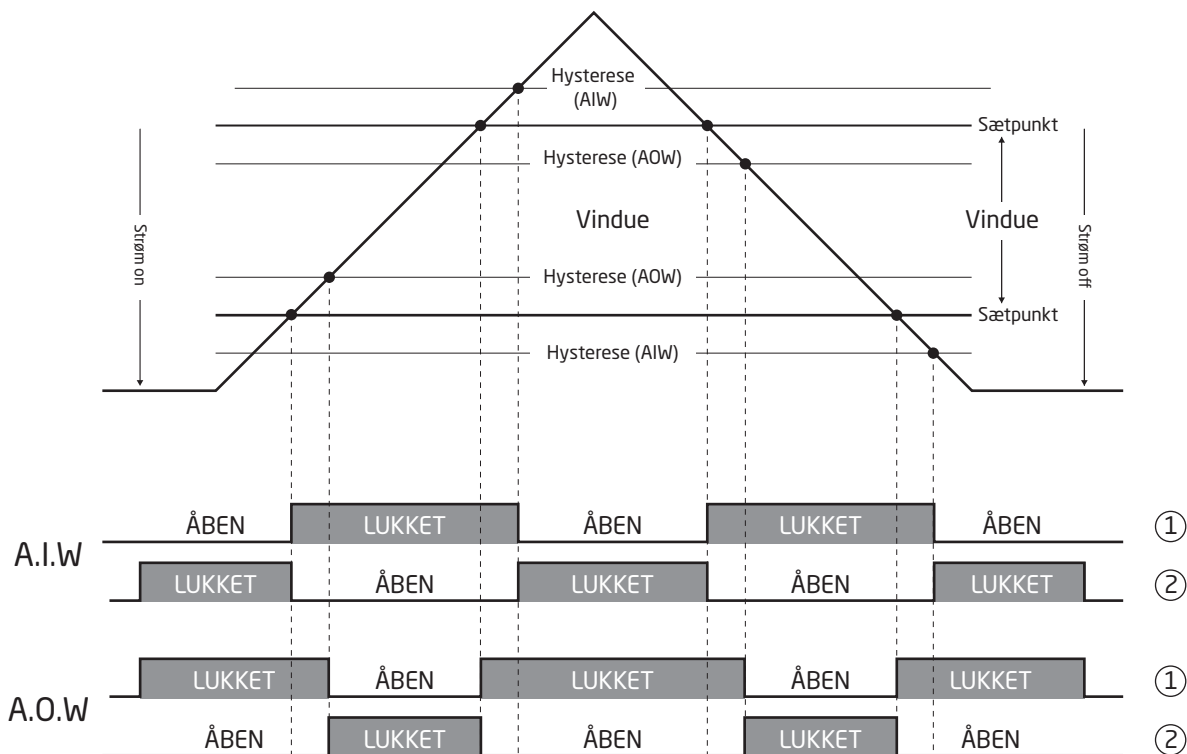 Hysterese
(AIW)
Sætpunkt
Hysterese (AOW)
Strøm on
Vindue
Vindue
Strøm off
Hysterese (AOW)
Sætpunkt
Hysterese (AIW)
A.I.W
ÅBEN LUKKET ÅBEN LUKKET ÅBEN 1
LUKKET ÅBEN LUKKET ÅBEN LUKKET 2
A.O.W
LUKKET ÅBEN LUKKET ÅBEN LUKKET 1
ÅBEN LUKKET ÅBEN LUKKET ÅBEN 2